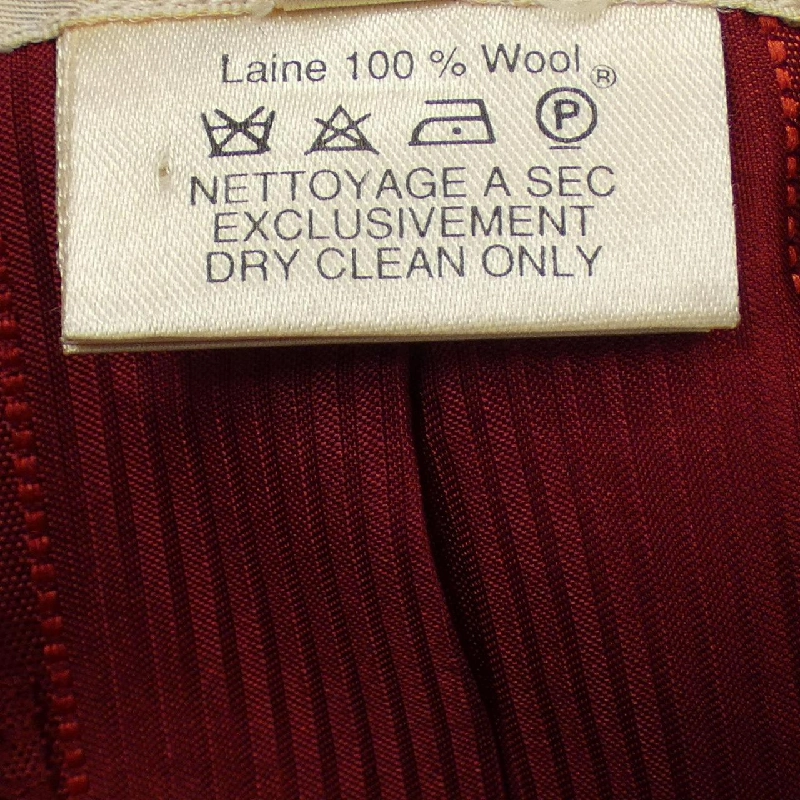 Laine 100 % Wool ®
P
NETTOYAGE A SEC
EXCLUSIVEMENT
DRY CLEAN ONLY